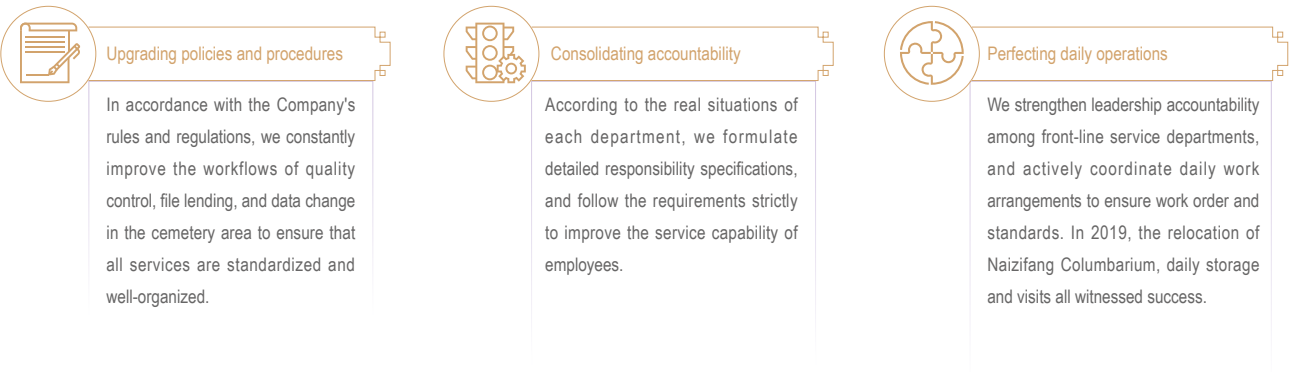 Upgrading policies and procedures
In accordance with the Company's
rules and regulations, we constantly
improve the workflows of quality
control, file lending, and data change
in the cemetery area to ensure that
all services are standardized and
well-organized.
Consolidating accountability
According to the real situations of
each department, we formulate
detailed responsibility specifications,
and follow the requirements strictly
to improve the service capability of
employees.
Perfecting daily operations
We strengthen leadership accountability
among front-line service departments,
and actively coordinate daily work
arrangements to ensure work order and
standards. In 2019, the relocation of
Naizifang Columbarium, daily storage
and visits all witnessed success.